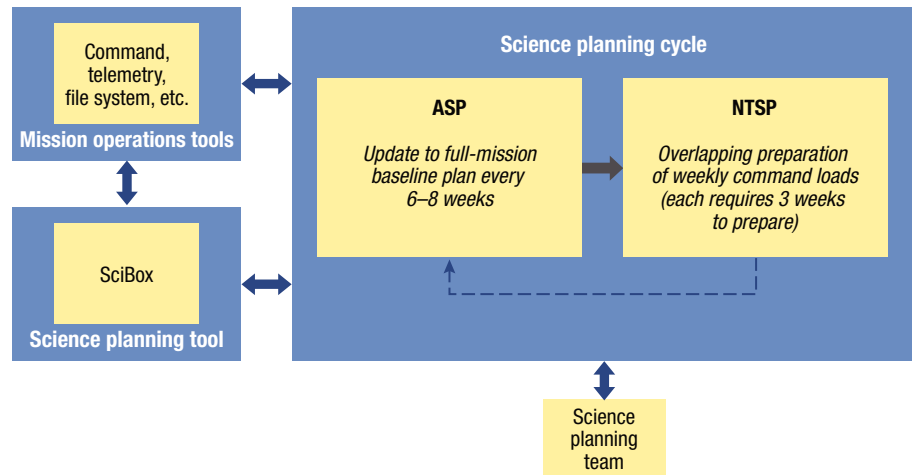 Command,
telemetry,
file system, etc.
Mission operations tools
SciBox
Science planning tool
Science planning cycle
ASP
Update to full-mission
baseline plan every
6–8 weeks
NTSP
Overlapping preparation
of weekly command loads
(each requires 3 weeks
to prepare)
Science
planning
team